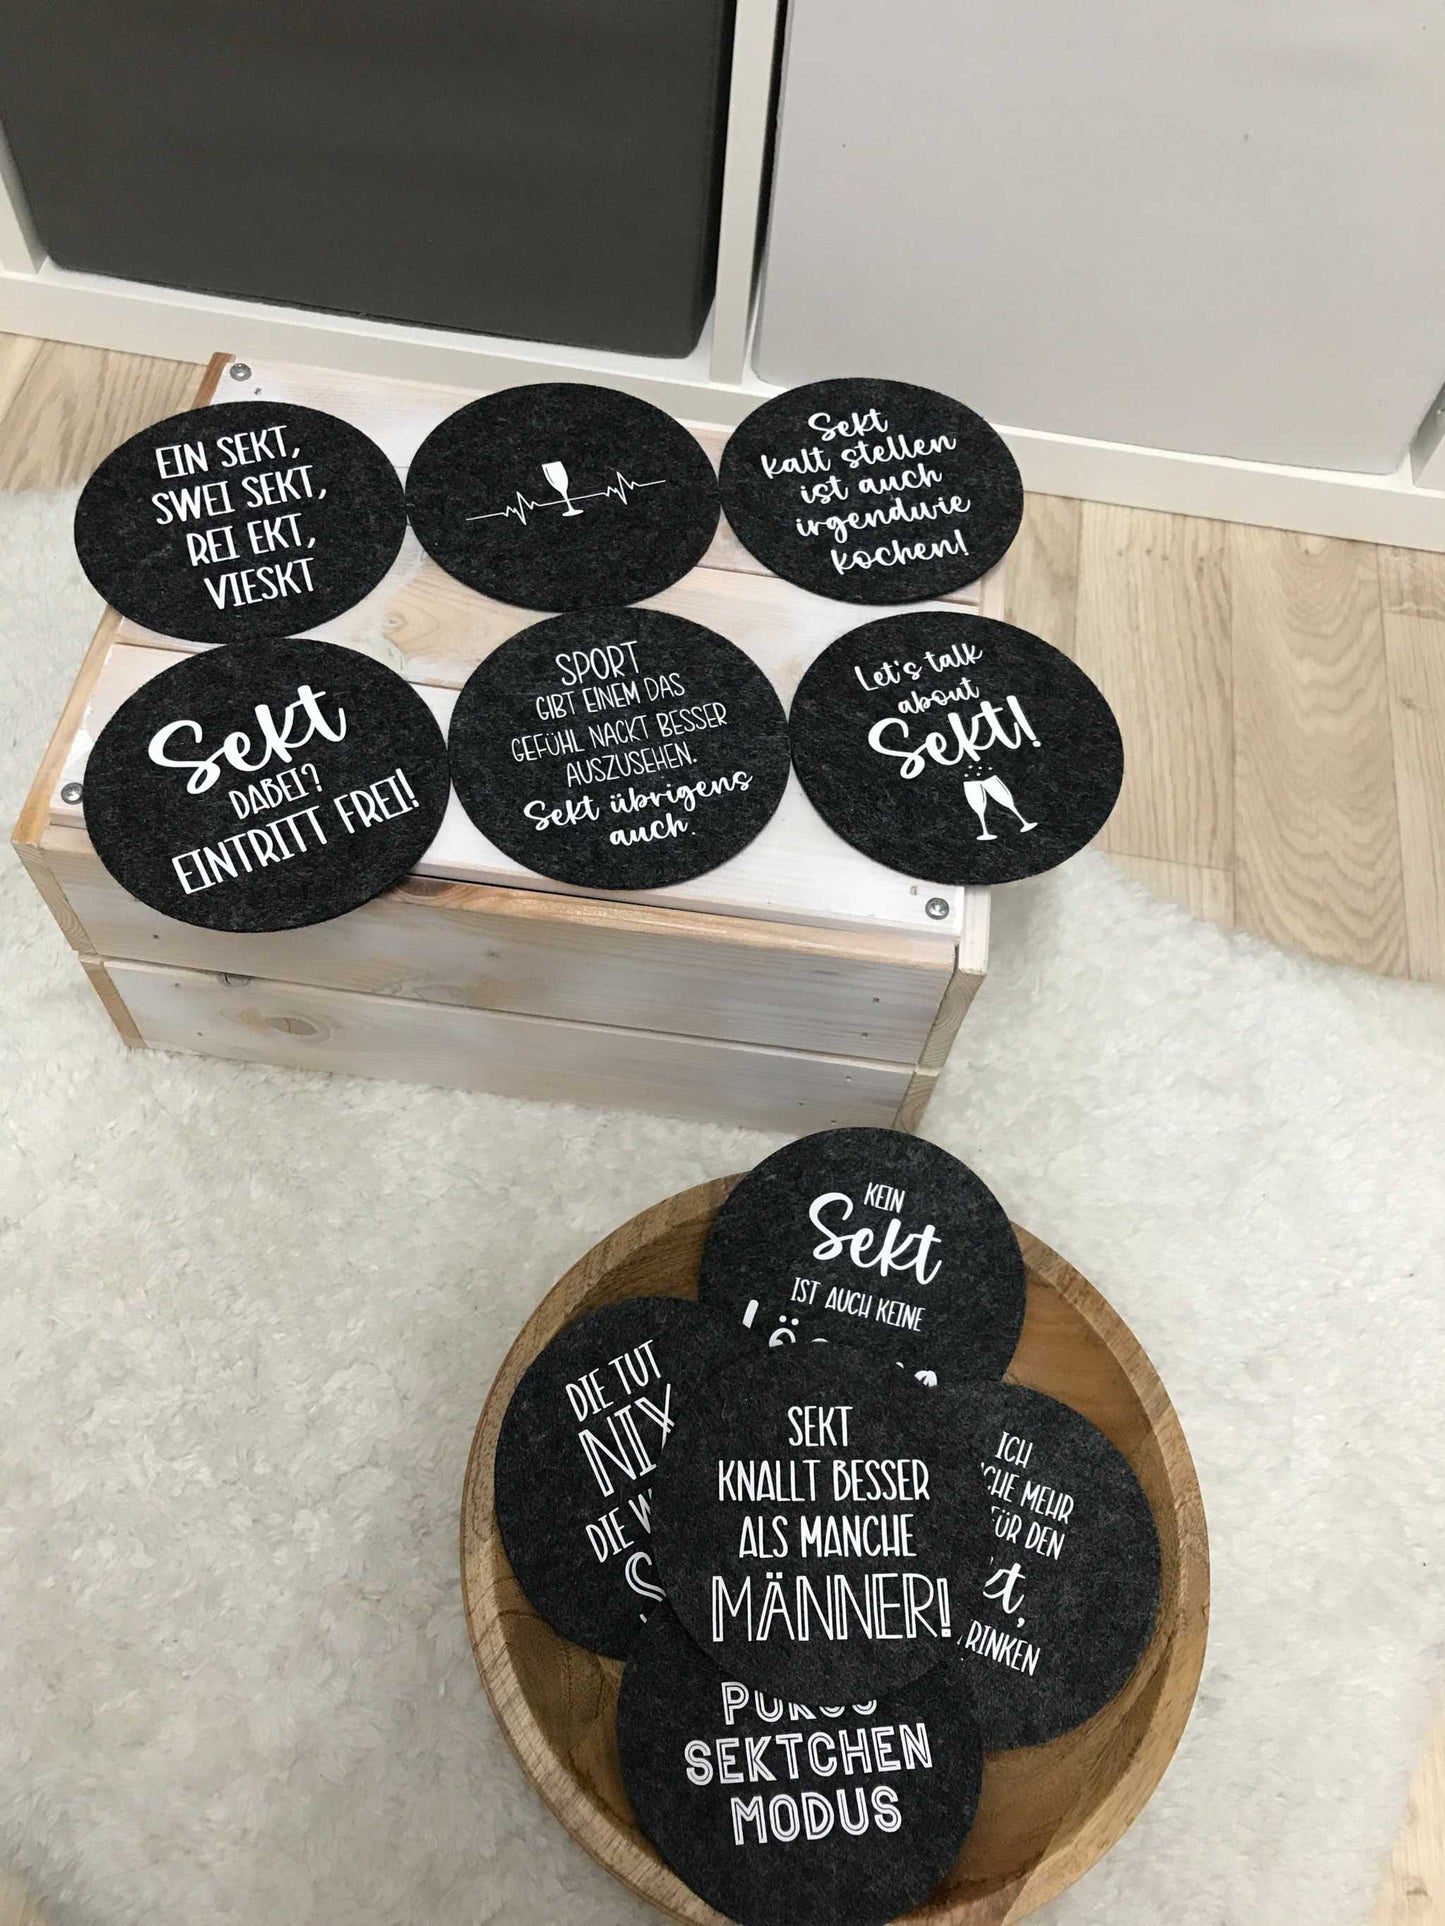 EIN SEKT,
SWEI SEKT,
REI EKT,
VIESKT
Sekt
kalt stellen
ist auch
irgendwie
kochen!
Sekt
DABEI?
EINTRITT FREI!
SPORT
GIBT EINEM DAS
GEFÜHL NACKT BESSER
AUSZUSEHEN.
Sekt übrigens
auch.
Let's talk
about
Sekt!
KEIN
Sekt
IST AUCH KEINE
DIE TUT
NIX
DIE
SEKT
KNALLT BESSER
ALS MANCHE
MÄNNER!
ICH
MEHR
FÜR DEN
SEKTCHEN
MODUS